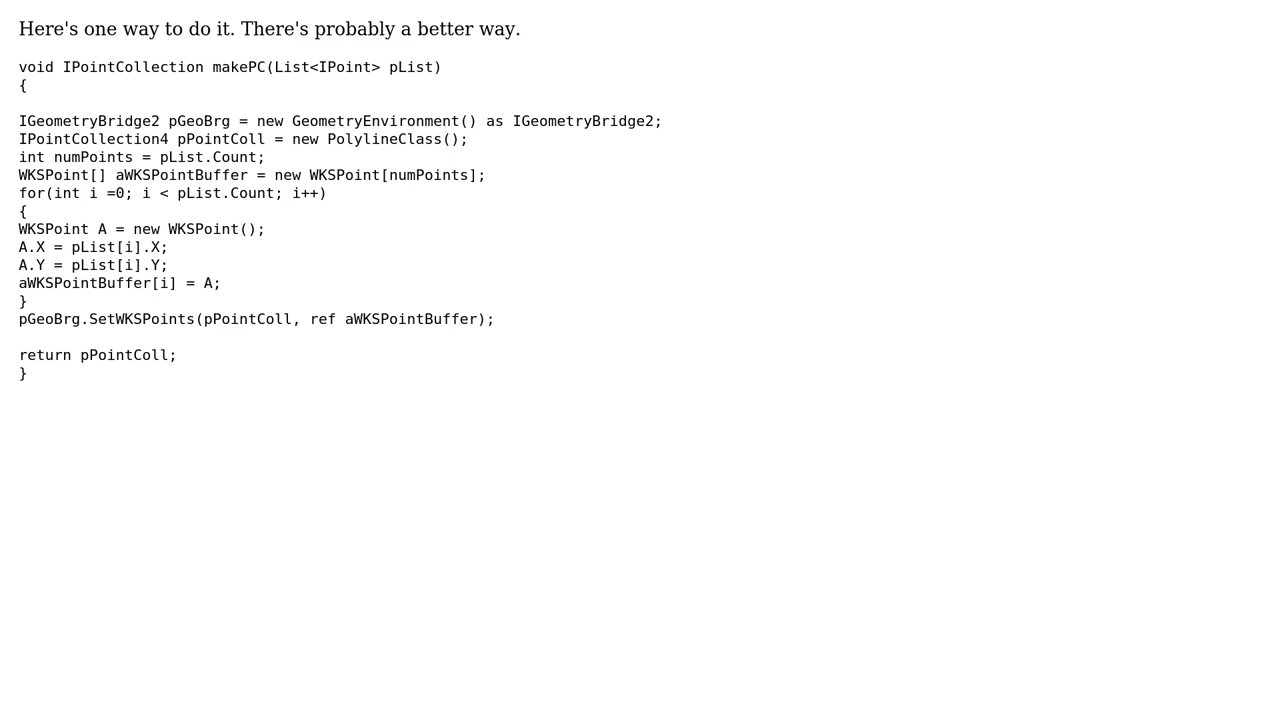 Here's one way to do it. There's probably a better way.
void IPointCollection makePC(List<IPoint> pList)
{
IGeometryBridge2 pGeoBrg = new GeometryEnvironment() as IGeometryBridge2;
IPointCollection4 pPointColl = new PolylineClass();
int numPoints = pList.Count;
WKSPoint[] aWKSPointBuffer = new WKSPoint[numPoints];
for(int i =0; i < pList.Count; i++)
{
WKSPoint A = new WKSPoint();
A.X = pList[i].X;
A.Y = pList[i].Y;
aWKSPointBuffer[i] = A;
}
pGeoBrg.SetWKSPoints(pPointColl, ref aWKSPointBuffer);
return pPointColl;
}